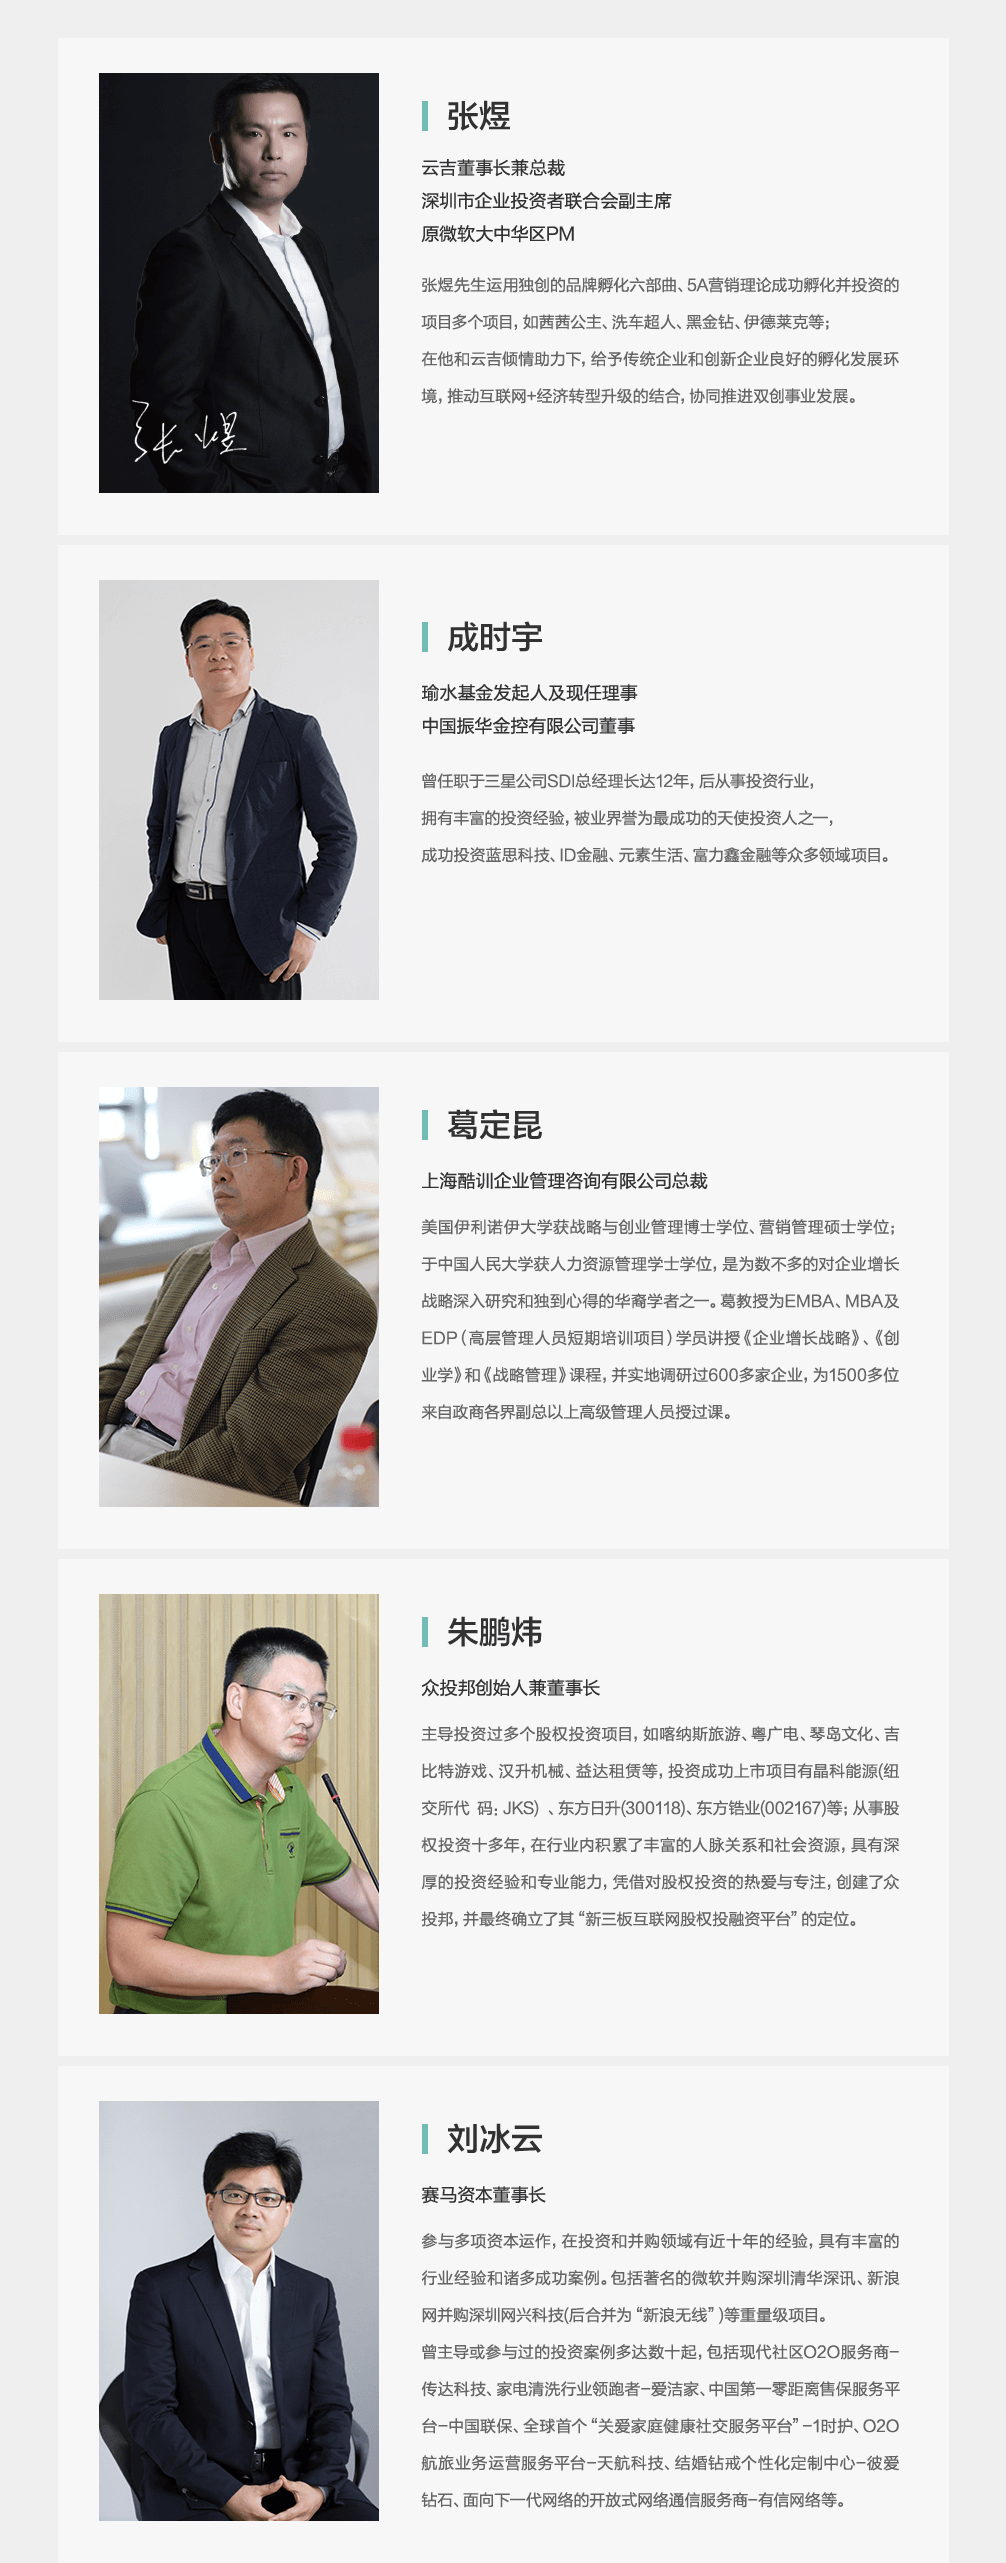 张煜
云吉董事长兼总裁
深圳市企业投资者联合会副主席
原微软大中华区PM
张煜先生运用独创的品牌孵化六部曲、5A营销理论成功孵化并投资的
项目多个项目, 如茜茜公主、洗车超人、黑金钻、伊德莱克等;
在他和云吉倾情助力下, 给予传统企业和创新企业良好的孵化发展环
境, 推动互联网+经济转型升级的结合, 协同推进双创事业发展。
张煜
成时宇
瑜水基金发起人及现任理事
中国振华金控有限公司董事
曾任职于三星公司SDI总经理长达12年, 后从事投资行业,
拥有丰富的投资经验, 被业界誉为最成功的天使投资人之一,
成功投资蓝思科技、ID金融、元素生活、富力鑫金融等众多领域项目。
葛定昆
上海酷训企业管理咨询有限公司总裁
美国伊利诺伊大学获战略与创业管理博士学位、营销管理硕士学位;
于中国人民大学获人力资源管理学士学位, 是为数不多的对企业增长
战略深入研究和独到心得的华裔学者之一。葛教授为EMBA、MBA及
EDP（高层管理人员短期培训项目）学员讲授《企业增长战略》、《创
业学》和《战略管理》课程, 并实地调研过600多家企业, 为1500多位
来自政商各界副总以上高级管理人员授过课。
朱鹏炜
众投邦创始人兼董事长
主导投资过多个股权投资项目, 如喀纳斯旅游、粤广电、琴岛文化、吉
比特游戏、汉升机械、益达租赁等, 投资成功上市项目有晶科能源(纽
交所代 码: JKS) 、东方日升(300118)、东方锆业(002167)等; 从事股
权投资十多年, 在行业内积累了丰富的人脉关系和社会资源, 具有深
厚的投资经验和专业能力, 凭借对股权投资的热爱与专注, 创建了众
投邦, 并最终确立了其“新三板互联网股权投融资平台”的定位。
刘冰云
赛马资本董事长
参与多项资本运作, 在投资和并购领域有近十年的经验, 具有丰富的
行业经验和诸多成功案例。包括著名的微软并购深圳清华深讯、新浪
网并购深圳网兴科技(后合并为“新浪无线”)等重量级项目。
曾主导或参与过的投资案例多达数十起, 包括现代社区O2O服务商-
传达科技、家电清洗行业领跑者-爱洁家、中国第一零距离售保服务平
台-中国联保、全球首个“关爱家庭健康社交服务平台”-1时护、O2O
航旅业务运营服务平台-天航科技、结婚钻戒个性化定制中心-彼爱
钻石、面向下一代网络的开放式网络通信服务商-有信网络等。